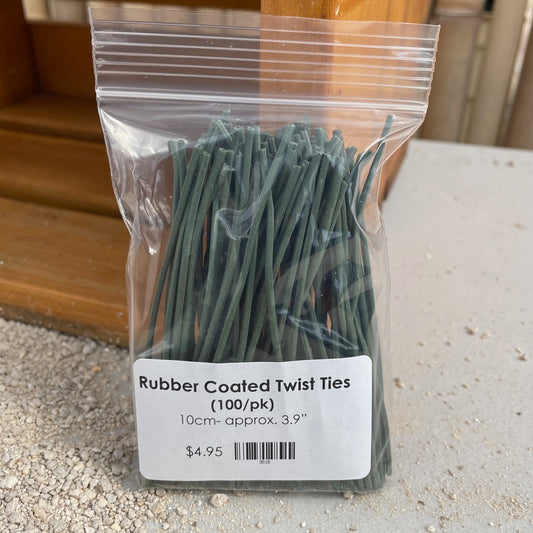 Rubber Coated Twist Ties
(100/pk)
10cm- approx. 3.9”
$4.95